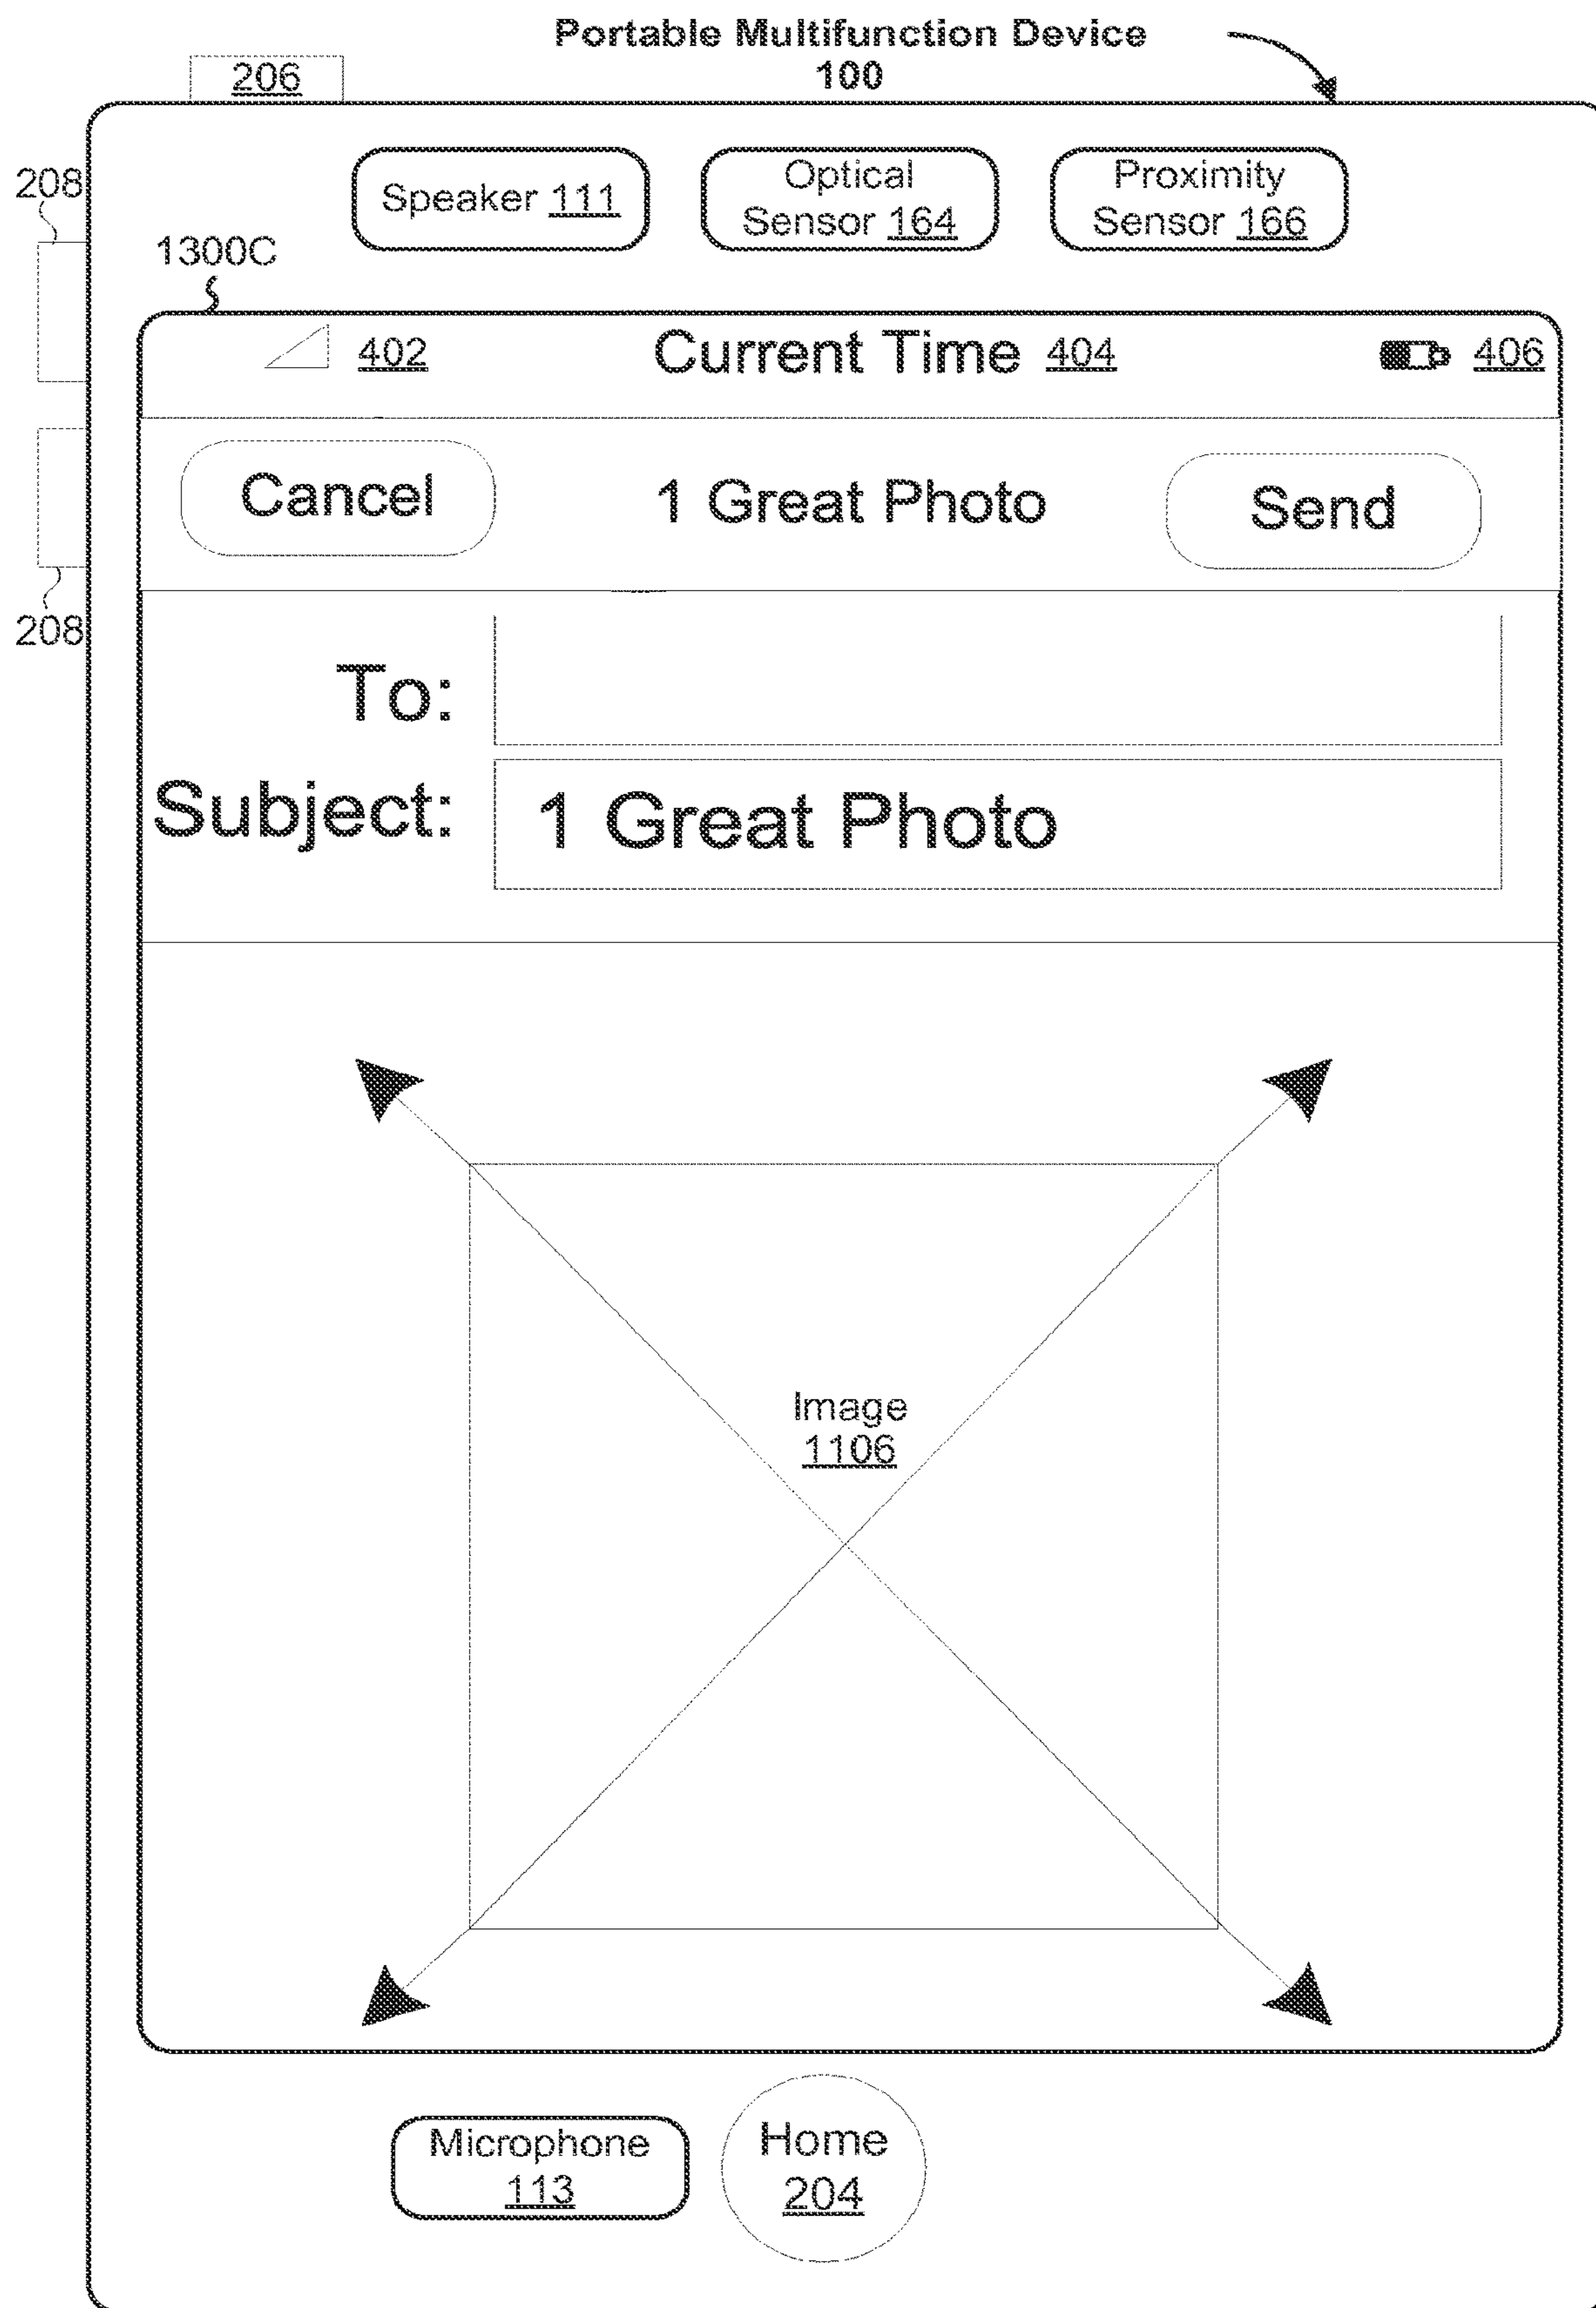 Portable Multifunction Device
100
206
208
Speaker 111
Optical
Sensor 164
Proximity
Sensor 166
1300C
402
Current Time 404
406
Cancel
1 Great Photo
Send
208
To:
Subject:
1 Great Photo
Image
1106
Microphone
113
Home
204